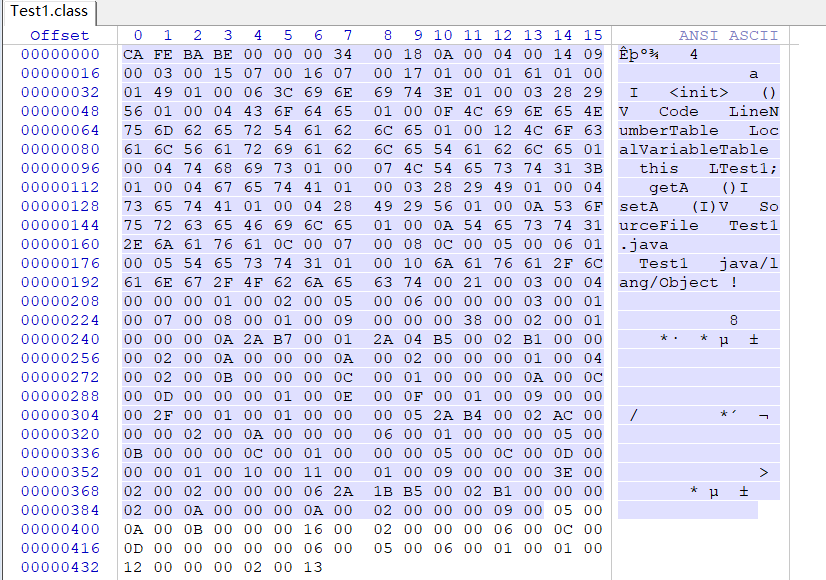 Test1.class
Offset 0 1 2 3 4 5 6 7 8 9 10 11 12 13 14 15 ANSI ASCII
00000000 CA FE BA BE 00 00 00 34 00 18 0A 00 04 00 14 09 Êþº¾ 4
00000016 00 03 00 15 07 00 16 07 00 17 01 00 01 61 01 00 a
00000032 01 49 01 00 06 3C 69 6E 69 74 3E 01 00 03 28 29 I <init> ()
00000048 56 01 00 04 43 6F 64 65 01 00 0F 4C 69 6E 65 4E V Code LineN
00000064 75 6D 62 65 72 54 61 62 6C 65 01 00 12 4C 6F 63 umberTable Loc
00000080 61 6C 56 61 72 69 61 62 6C 65 54 61 62 6C 65 01 alVariableTable
00000096 00 04 74 68 69 73 01 00 07 4C 54 65 73 74 31 3B this LTest1;
00000112 01 00 04 67 65 74 41 01 00 03 28 29 49 01 00 04 getA ()I
00000128 73 65 74 41 01 00 04 28 49 29 56 01 00 0A 53 6F setA (I)V So
00000144 75 72 63 65 46 69 6C 65 01 00 0A 54 65 73 74 31 urceFile Test1
00000160 2E 6A 61 76 61 0C 00 07 00 08 0C 00 05 00 06 01 .java
00000176 00 05 54 65 73 74 31 01 00 10 6A 61 76 61 2F 6C Test1 java/l
00000192 61 6E 67 2F 4F 62 6A 65 63 74 00 21 00 03 00 04 ang/Object !
00000208 00 00 00 01 00 02 00 05 00 06 00 00 00 03 00 01
00000224 00 07 00 08 00 01 00 09 00 00 00 38 00 02 00 01 8
00000240 00 00 00 0A 2A B7 00 01 2A 04 B5 00 02 B1 00 00 *· * µ ±
00000256 00 02 00 0A 00 00 00 0A 00 02 00 00 00 01 00 04
00000272 00 02 00 0B 00 00 00 0C 00 01 00 00 00 0A 00 0C
00000288 00 0D 00 00 00 01 00 0E 00 0F 00 01 00 09 00 00
00000304 00 2F 00 01 00 01 00 00 00 05 2A B4 00 02 AC 00 / *´ ¬
00000320 00 00 02 00 0A 00 00 00 06 00 01 00 00 00 05 00
00000336 0B 00 00 00 0C 00 01 00 00 00 05 00 0C 00 0D 00
00000352 00 00 01 00 10 00 11 00 01 00 09 00 00 00 3E >
00000368 02 00 02 00 00 00 06 2A 1B B5 00 02 B1 00 00 00 * µ ±
00000384 02 00 0A 00 00 00 0A 00 02 00 00 00 09 00 05 00
00000400 0A 00 0B 00 00 00 16 00 02 00 00 00 06 00 0C 00
00000416 0D 00 00 00 00 00 06 00 05 00 06 00 01 00 01 00
00000432 12 00 00 00 02 00 13